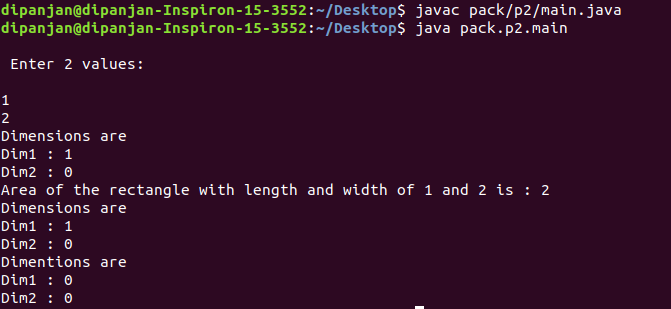 dipanjan@dipanjan-Inspiron-15-3552:~/Desktop$ javac pack/p2/main.java
dipanjan@dipanjan-Inspiron-15-3552:~/Desktop$ java pack.p2.main
Enter 2 values:
1
2
Dimensions are
Dim1 : 1
Dim2 : 0
Area of the rectangle with length and width of 1 and 2 is : 2
Dimensions are
Dim1 : 1
Dim2 : 0
Dimentions are
Dim1 : 0
Dim2 : 0